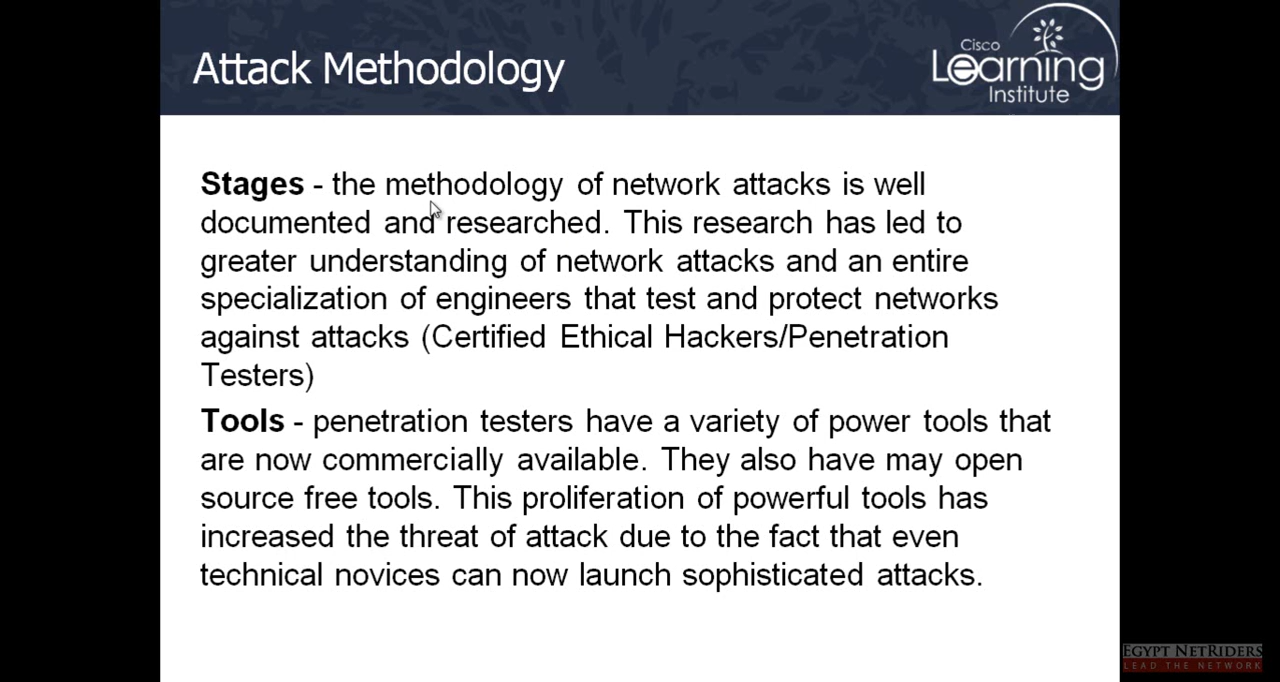 Attack Methodology
Cisco
Learning
Institute
Stages - the methodology of network attacks is well
documented and researched. This research has led to
greater understanding of network attacks and an entire
specialization of engineers that test and protect networks
against attacks (Certified Ethical Hackers/Penetration
Testers)
Tools - penetration testers have a variety of power tools that
are now commercially available. They also have may open
source free tools. This proliferation of powerful tools has
increased the threat of attack due to the fact that even
technical novices can now launch sophisticated attacks.
EGYPT NETRIDERS
LEAD THE NETWORK